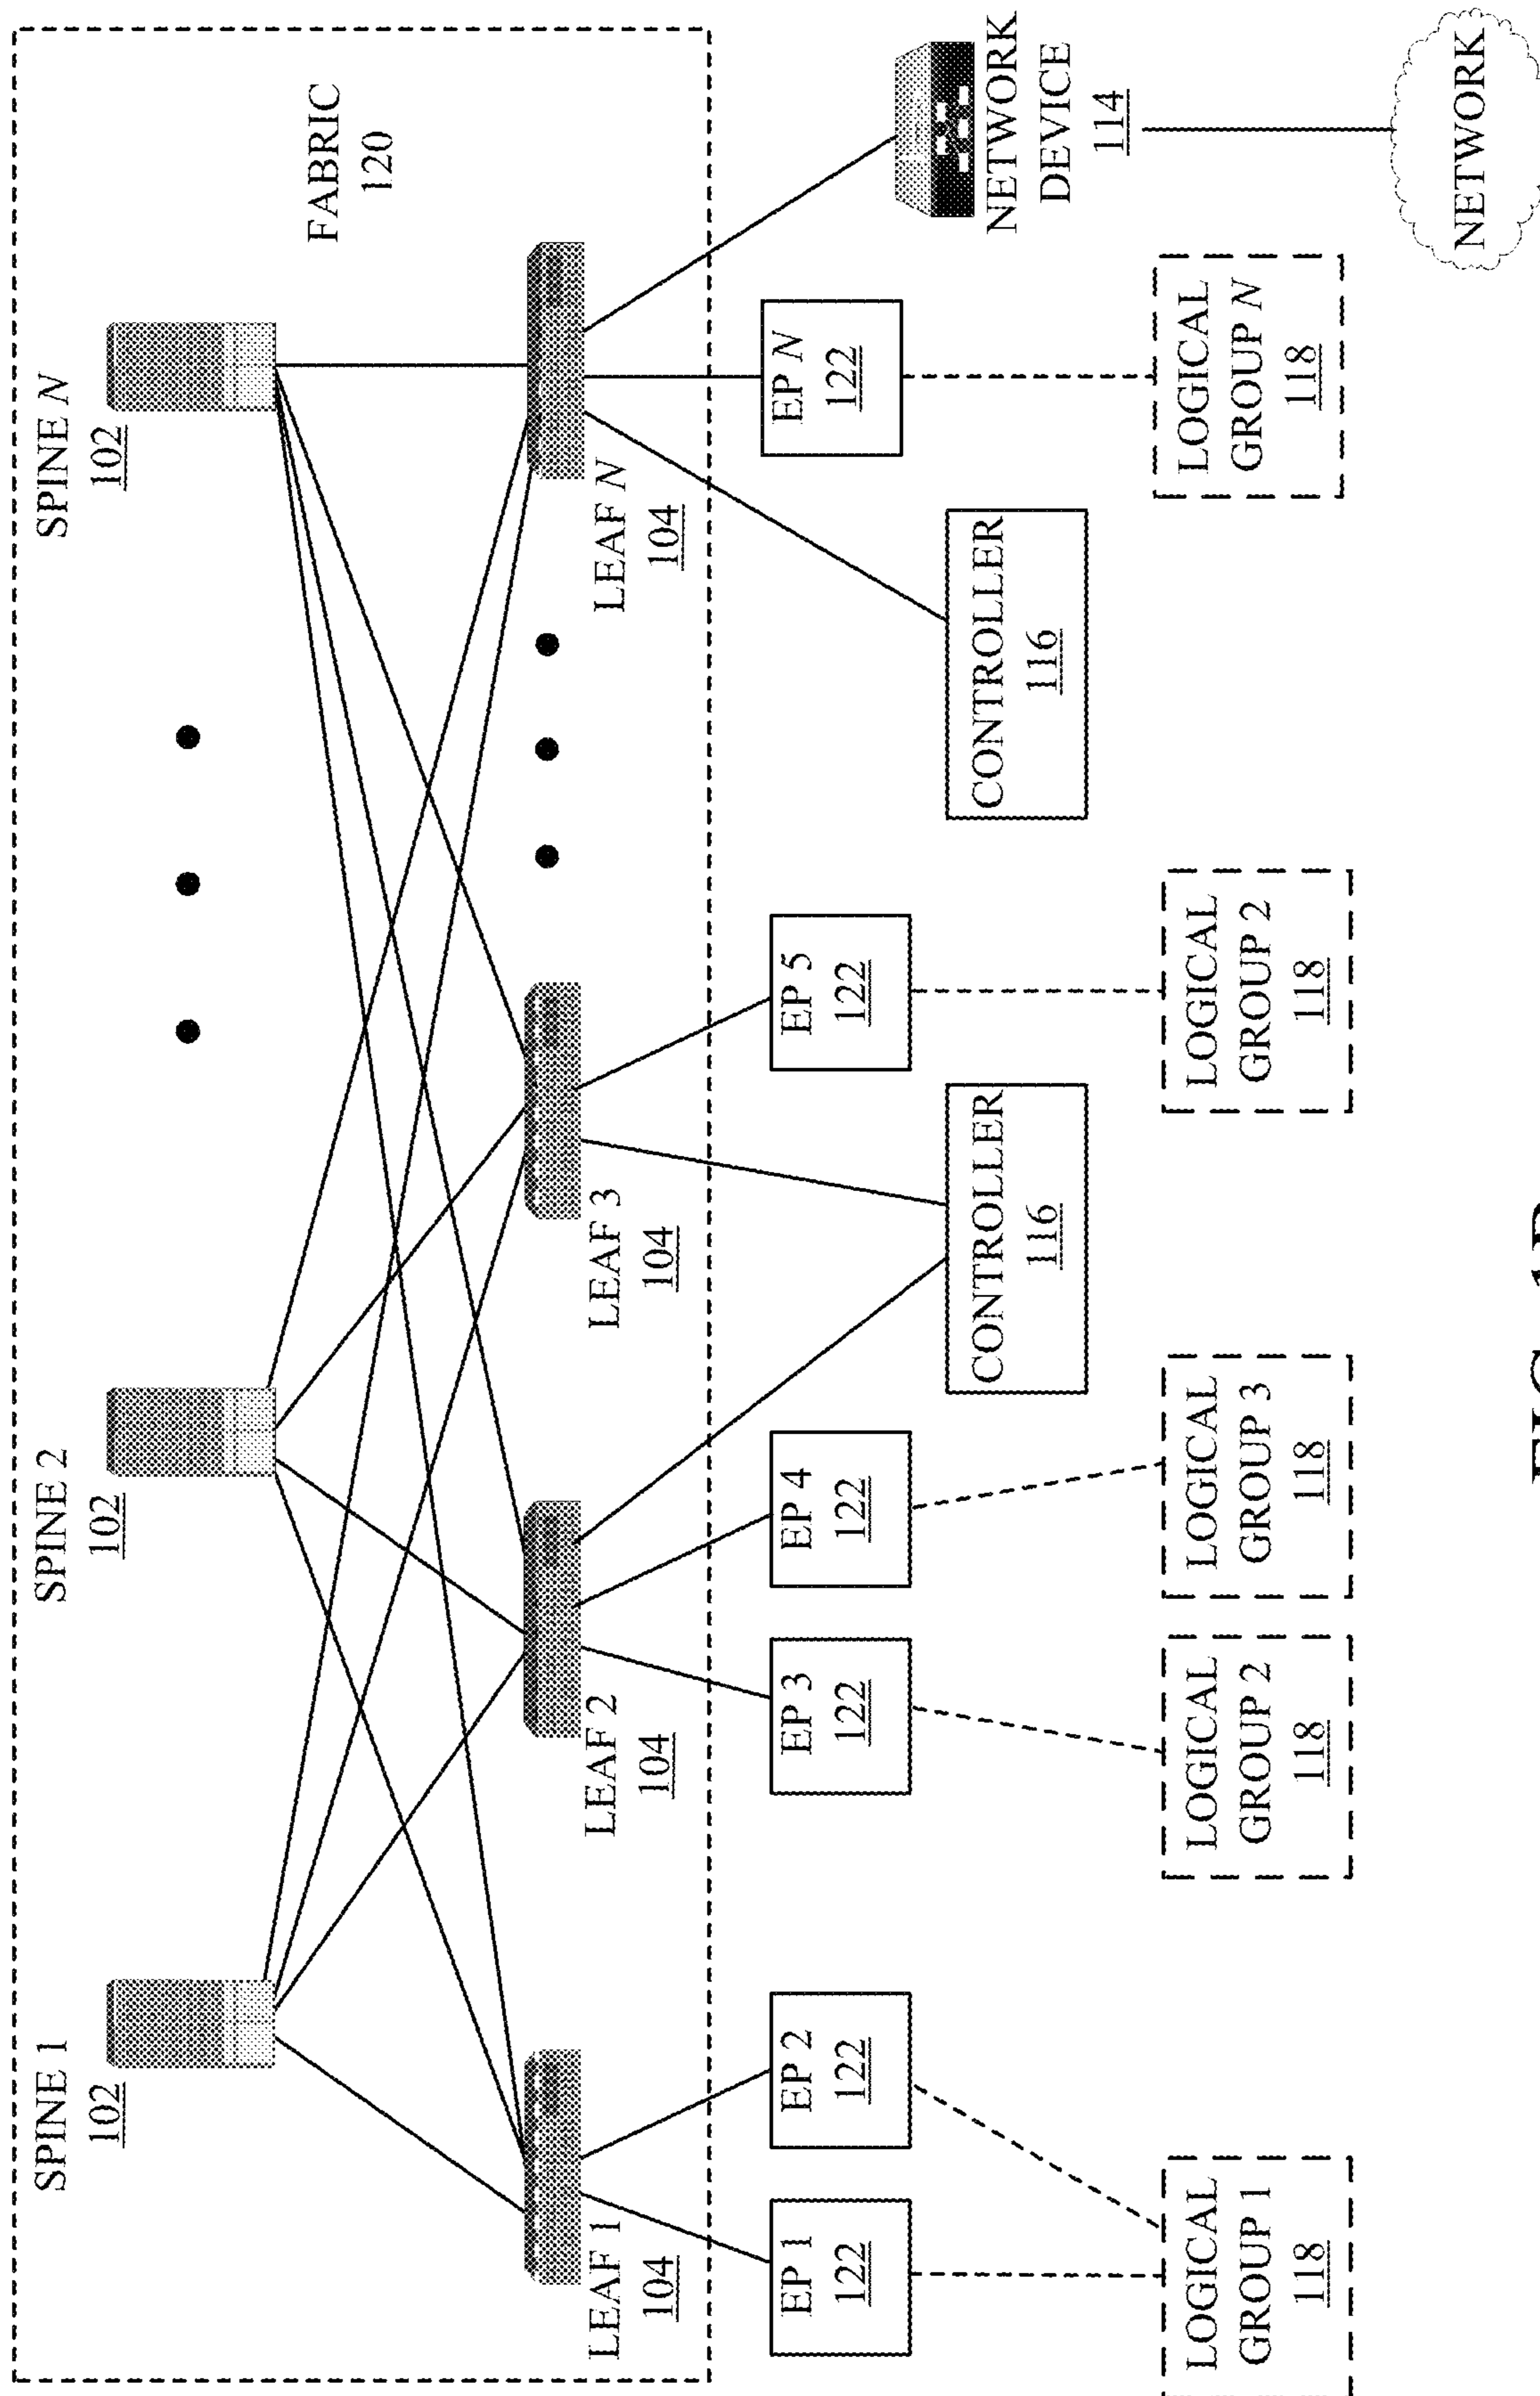 SPINE 1
102
SPINE 2
102
SPINE N
102
FABRIC
120
LEAF 1
104
LEAF 2
104
LEAF 3
104
LEAF N
104
EP 1
122
EP 2
122
EP 3
122
EP 4
122
EP 5
122
EP N
122
CONTROLLER
116
CONTROLLER
116
NETWORK
DEVICE
114
LOGICAL
GROUP 1
118
LOGICAL
GROUP 2
118
LOGICAL
GROUP 3
118
LOGICAL
GROUP 2
118
LOGICAL
GROUP N
118
NETWORK